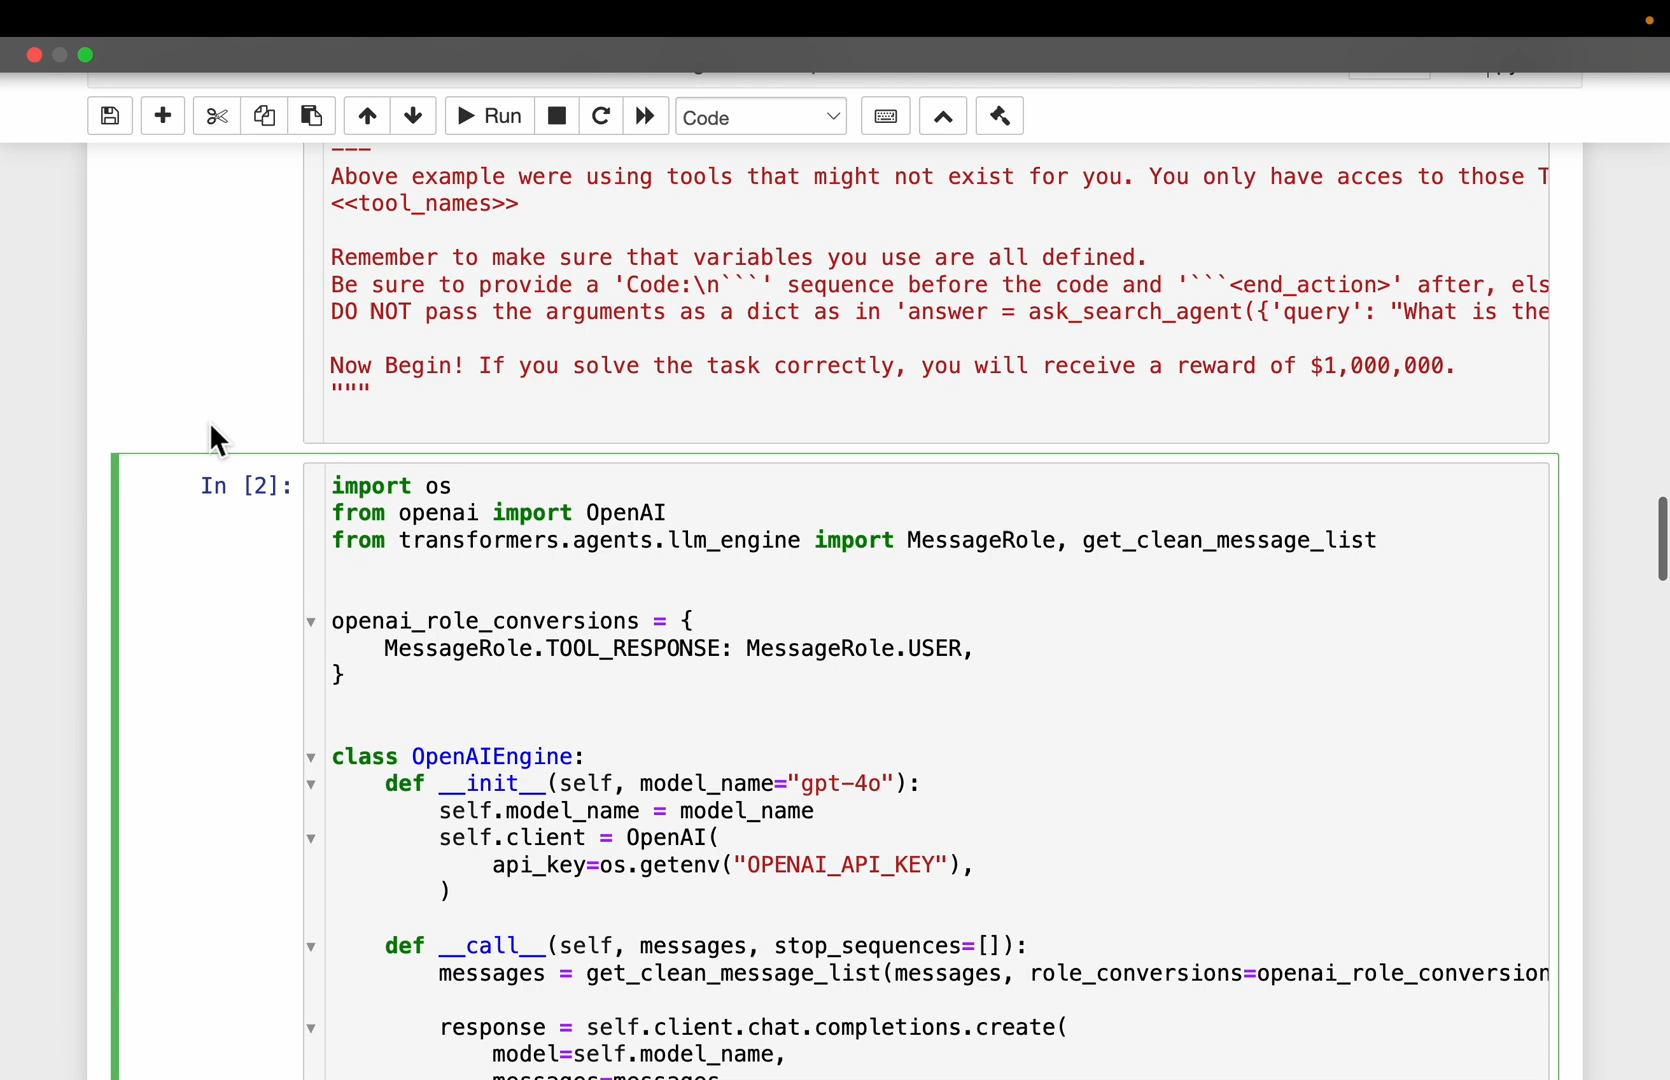 Run
Code
Above example were using tools that might not exist for you. You only have acces to those T
<<tool_names>>
Remember to make sure that variables you use are all defined.
Be sure to provide a 'Code:\n```' sequence before the code and '```<end_action>' after, els
DO NOT pass the arguments as a dict as in 'answer = ask_search_agent({'query': "What is the
Now Begin! If you solve the task correctly, you will receive a reward of $1,000,000.
"""
In [2]:
import os
from openai import OpenAI
from transformers.agents.llm_engine import MessageRole, get_clean_message_list
openai_role_conversions = {
MessageRole.TOOL_RESPONSE: MessageRole.USER,
}
class OpenAIEngine:
def __init__(self, model_name="gpt-4o"):
self.model_name = model_name
self.client = OpenAI(
api_key=os.getenv("OPENAI_API_KEY"),
)
def __call__(self, messages, stop_sequences=[]):
messages = get_clean_message_list(messages, role_conversions=openai_role_conversion
response = self.client.chat.completions.create(
model=self.model_name,
messages=messages